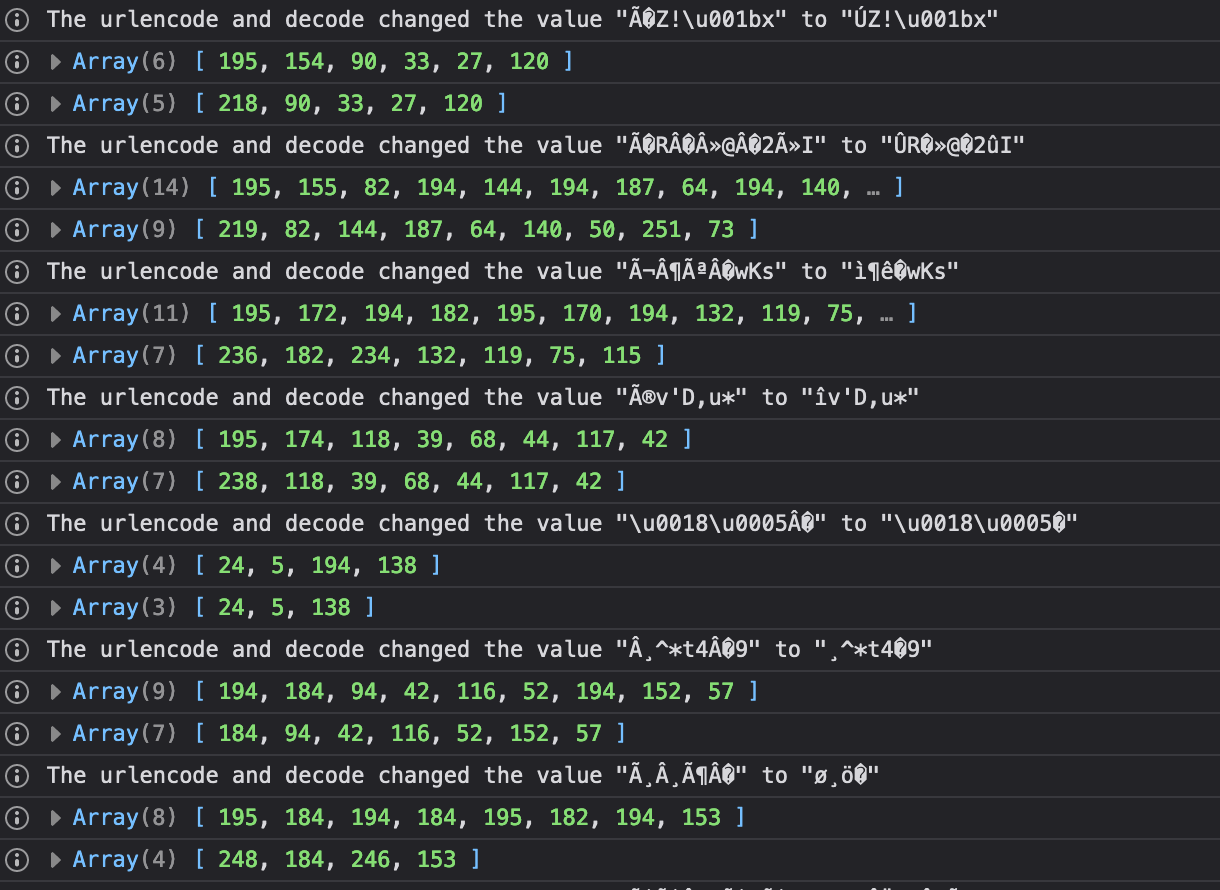 The urlencode and decode changed the value "Ã�Z!\u001bx" to "ÚZ!\u001bx"
Array(6) [ 195, 154, 90, 33, 27, 120 ]
Array(5) [ 218, 90, 33, 27, 120 ]
The urlencode and decode changed the value "Ã�RÂ�Â»@Â�2Ã»I" to "ÛR�»@�2ûI"
Array(14) [ 195, 155, 82, 194, 144, 194, 187, 64, 194, 140, … ]
Array(9) [ 219, 82, 144, 187, 64, 140, 50, 251, 73 ]
The urlencode and decode changed the value "Ã¬Â¶ÃªÂ�wKs" to "ì¶ê�wKs"
Array(11) [ 195, 172, 194, 182, 195, 170, 194, 132, 119, 75, … ]
Array(7) [ 236, 182, 234, 132, 119, 75, 115 ]
The urlencode and decode changed the value "Ã®v'D,u*" to "îv'D,u*"
Array(8) [ 195, 174, 118, 39, 68, 44, 117, 42 ]
Array(7) [ 238, 118, 39, 68, 44, 117, 42 ]
The urlencode and decode changed the value "\u0018\u0005Â�" to "\u0018\u0005�"
Array(4) [ 24, 5, 194, 138 ]
Array(3) [ 24, 5, 138 ]
The urlencode and decode changed the value "Â¸^*t4Â�9" to "¸^*t4�9"
Array(9) [ 194, 184, 94, 42, 116, 52, 194, 152, 57 ]
Array(7) [ 184, 94, 42, 116, 52, 152, 57 ]
The urlencode and decode changed the value "Ã¸Â¸Ã¶Â�" to "ø¸ö�"
Array(8) [ 195, 184, 194, 184, 195, 182, 194, 153 ]
Array(4) [ 248, 184, 246, 153 ]